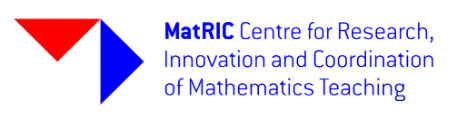 MatRIC Centre for Research,
Innovation and Coordination
of Mathematics Teaching